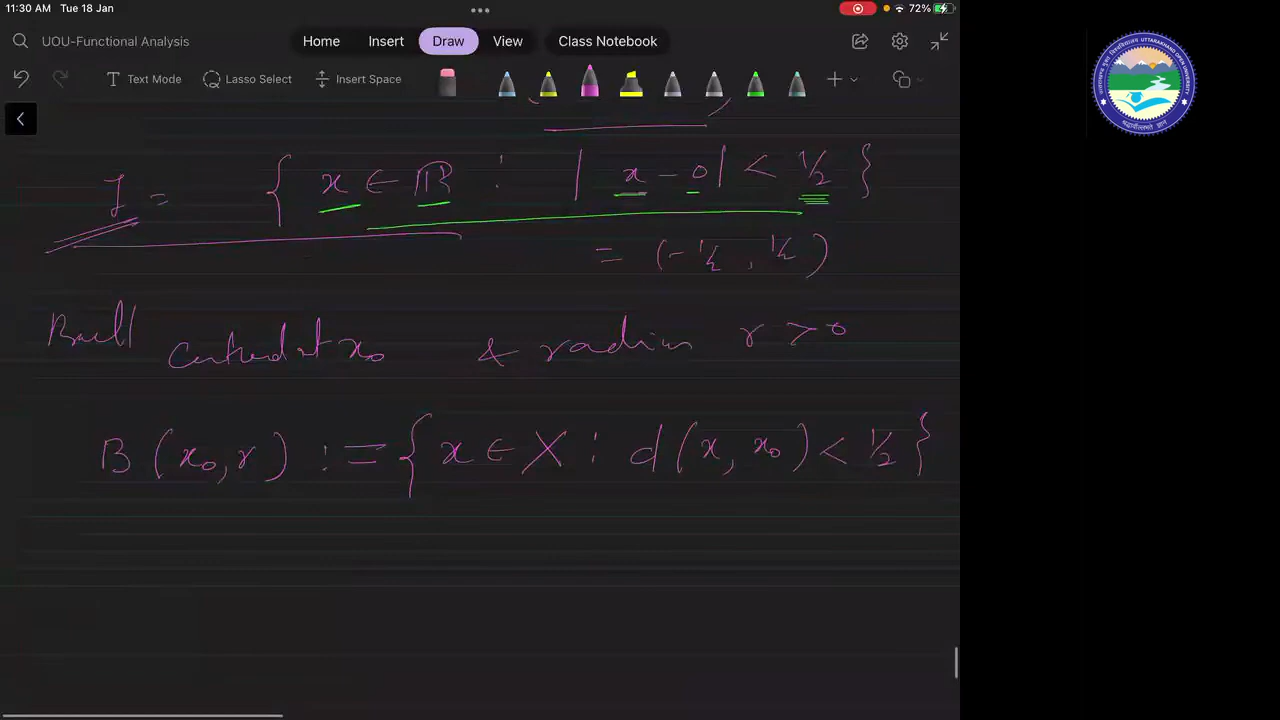 11:30 AM Tue 18 Jan
72%
UOU-Functional Analysis
Home Insert Draw View Class Notebook
Text Mode Lasso Select Insert Space
I = { x ∈ ℝ : | x - 0 | < 1/2 }
= (- 1/2 , 1/2 )
Ball centred at x₀ & radius r > 0
B (x₀, r) := { x ∈ X : d(x, x₀) < 1/2 }